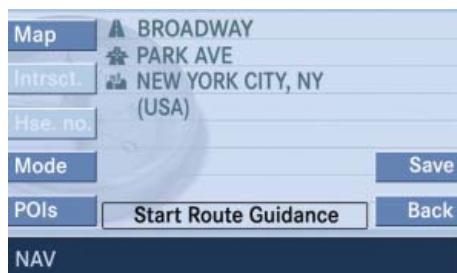 Map
BROADWAY
PARK AVE
Intrsct.
NEW YORK CITY, NY
(USA)
Hse. no.
Mode
Save
POIs
Start Route Guidance
Back
NAV